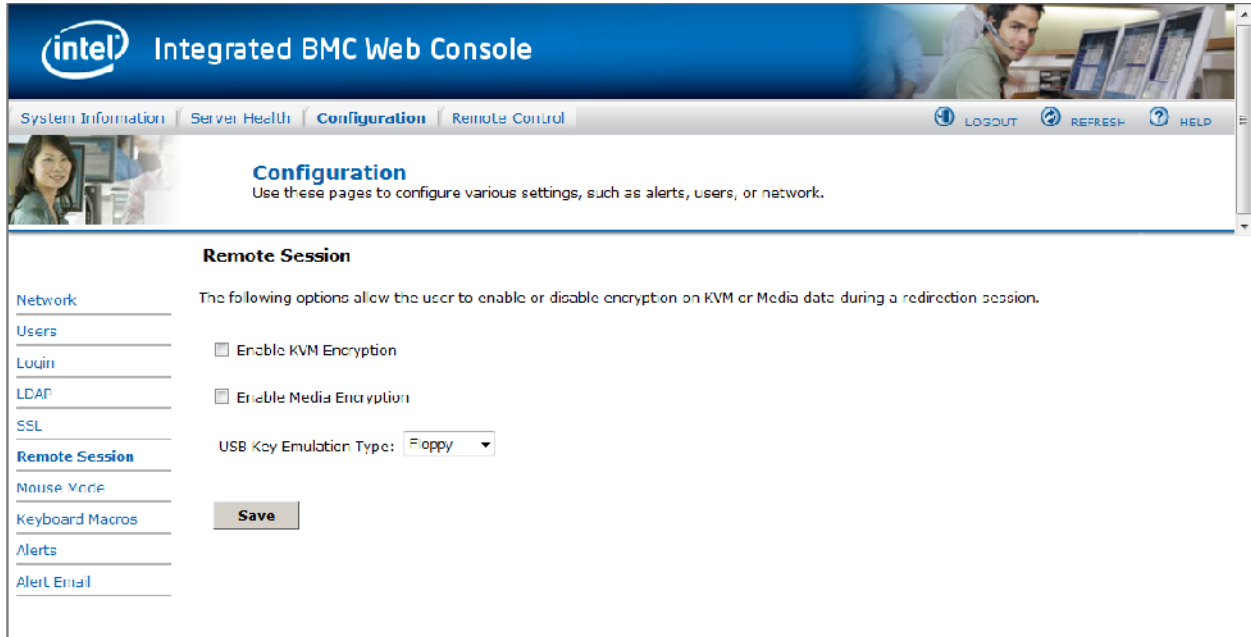 intel Integrated BMC Web Console
System Information Server Health Configuration Remote Control LOGOUT REFRESH HELP
Configuration
Use these pages to configure various settings, such as alerts, users, or network.
Remote Session
The following options allow the user to enable or disable encryption on KVM or Media data during a redirection session.
Network
Users
Login
LDAP
SSL
Remote Session
Mouse Mode
Keyboard Macros
Alerts
Alert Email
Enable KVM Encryption
Enable Media Encryption
USB Key Emulation Type: Floppy
Save